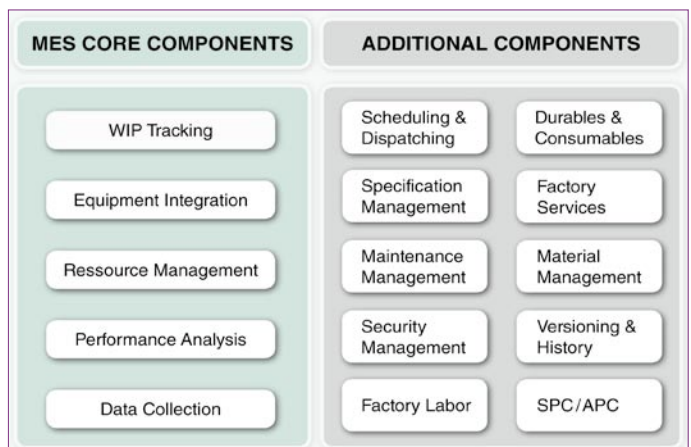 MES CORE COMPONENTS
WIP Tracking
Equipment Integration
Ressource Management
Performance Analysis
Data Collection
ADDITIONAL COMPONENTS
Scheduling &
Dispatching
Durables &
Consumables
Specification
Management
Factory
Services
Maintenance
Management
Material
Management
Security
Management
Versioning &
History
Factory Labor
SPC/APC